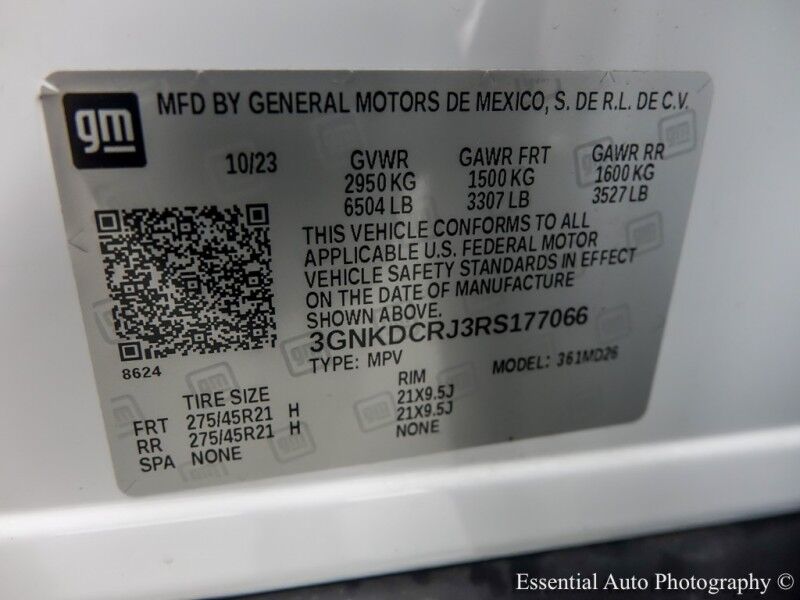 gm
MFD BY GENERAL MOTORS DE MEXICO, S. DE R.L. DE C.V.
10/23 GVWR GAWR FRT GAWR RR
2950 KG 1500 KG 1600 KG
6504 LB 3307 LB 3527 LB
THIS VEHICLE CONFORMS TO ALL
APPLICABLE U.S. FEDERAL MOTOR
VEHICLE SAFETY STANDARDS IN EFFECT
ON THE DATE OF MANUFACTURE
SHOWN ABOVE.
3GNKDCRJ3RS177066
TYPE: MPV MODEL: 361MD26
8624
TIRE SIZE RIM
FRT 275/45R21 H 21X9.5J
RR 275/45R21 H 21X9.5J
SPA NONE NONE
Essential Auto Photography ©